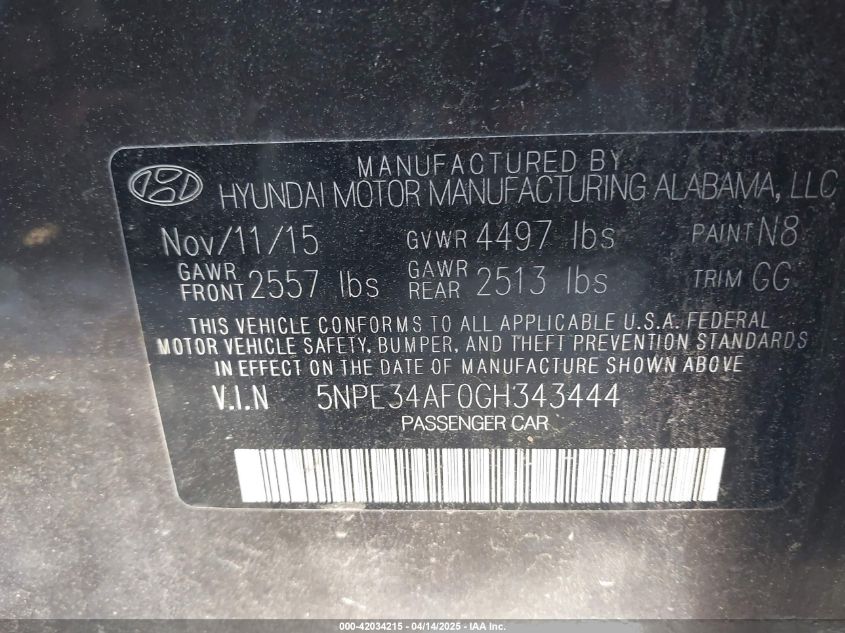 MANUFACTURED BY
HYUNDAI MOTOR MANUFACTURING ALABAMA, LLC
Nov/11/15 GVWR 4497 lbs PAINT N8
GAWR FRONT 2557 lbs GAWR REAR 2513 lbs TRIM GG
THIS VEHICLE CONFORMS TO ALL APPLICABLE U.S.A. FEDERAL
MOTOR VEHICLE SAFETY, BUMPER, AND THEFT PREVENTION STANDARDS
IN EFFECT ON THE DATE OF MANUFACTURE SHOWN ABOVE
V.I.N 5NPE34AF0GH343444
PASSENGER CAR
000-42034215 - 04/14/2025 - IAA Inc.